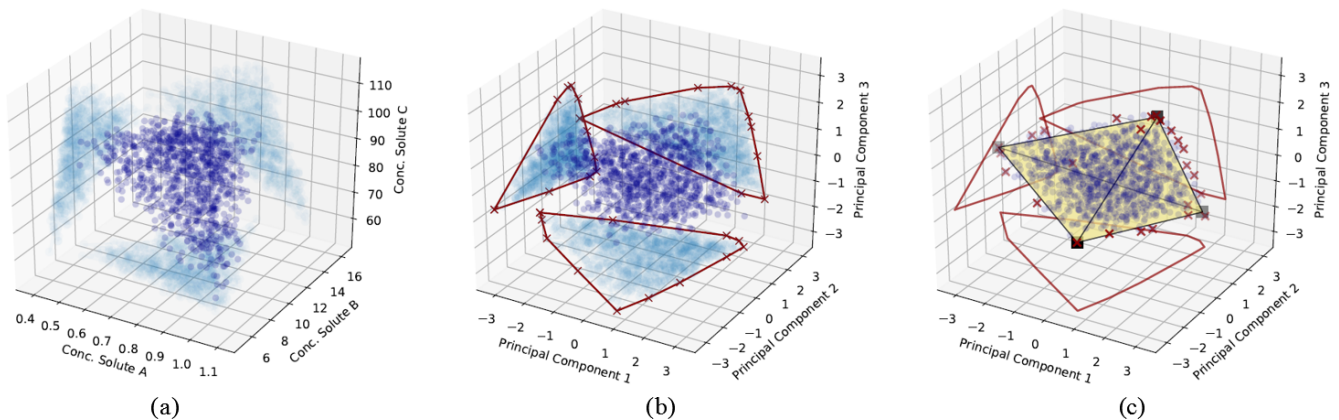 110
100
90
80
70
60
Conc. Solute C
0.4 0.5 0.6 0.7 0.8 0.9 1.0 1.1
Conc. Solute A
6 8 10 12 14 16
Conc. Solute B
(a)
3
2
1
0
−1
−2
−3
Principal Component 3
−3 −2 −1 0 1 2 3
Principal Component 1
−3 −2 −1 0 1 2 3
Principal Component 2
(b)
3
2
1
0
−1
−2
−3
Principal Component 3
−3 −2 −1 0 1 2 3
Principal Component 1
−3 −2 −1 0 1 2 3
Principal Component 2
(c)